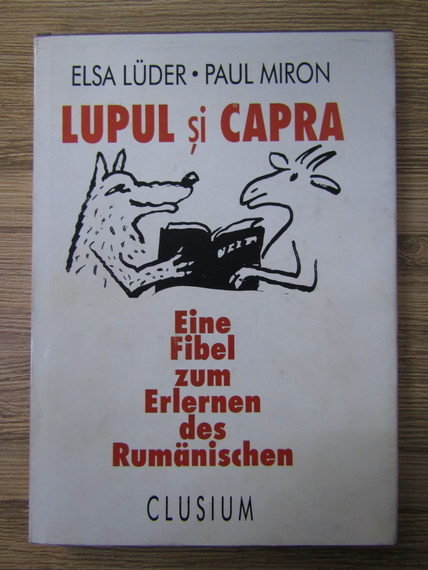 ELSA LÜDER • PAUL MIRON
LUPUL și CAPRA
Eine
Fibel
zum
Erlernen
des
Rumänischen
CLUSIUM